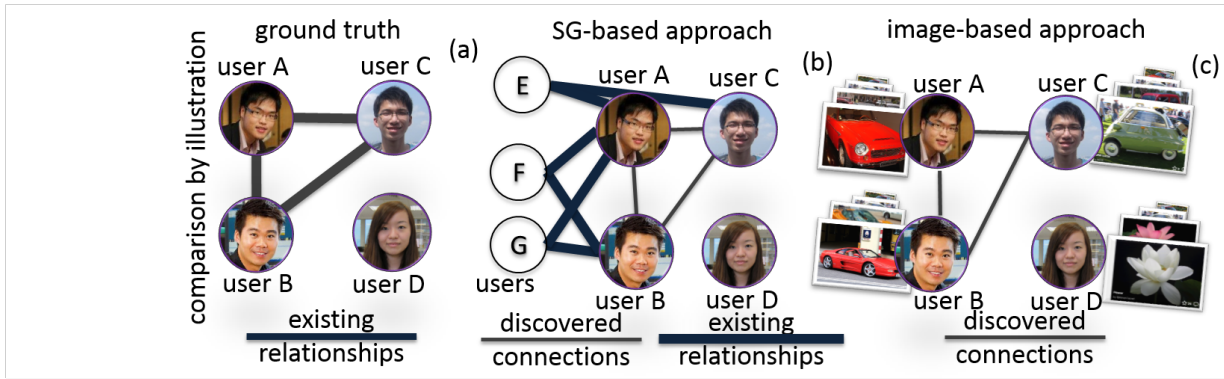 comparison by illustration
ground truth
(a)
user A
user C
user B
user D
existing
relationships
SG-based approach
(b)
E
F
G
users
user A
user C
user B
user D
discovered
connections
existing
relationships
image-based approach
(c)
user A
user C
user B
user D
discovered
connections